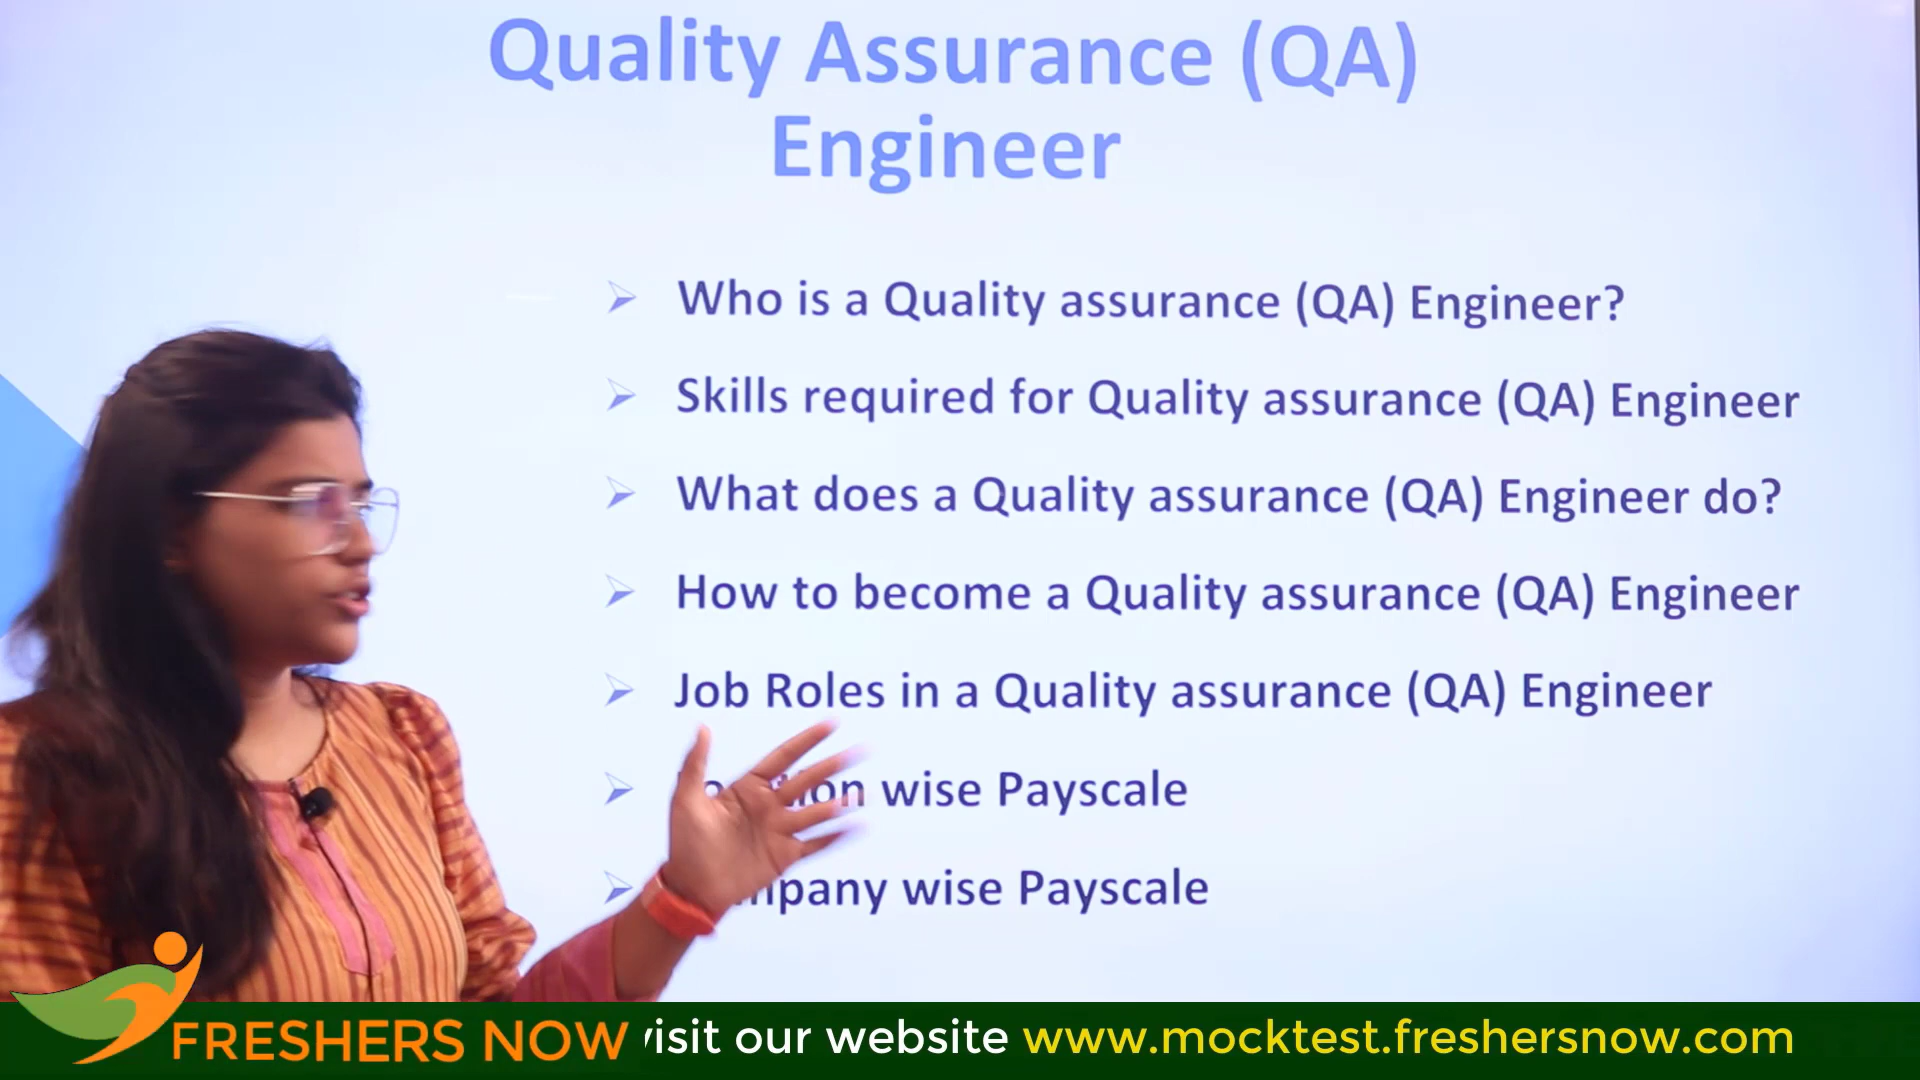 Quality Assurance (QA)
Engineer
Who is a Quality assurance (QA) Engineer?
Skills required for Quality assurance (QA) Engineer
What does a Quality assurance (QA) Engineer do?
How to become a Quality assurance (QA) Engineer
Job Roles in a Quality assurance (QA) Engineer
wise Payscale
wise Payscale
FRESHERS NOW visit our website www.mocktest.freshersnow.com